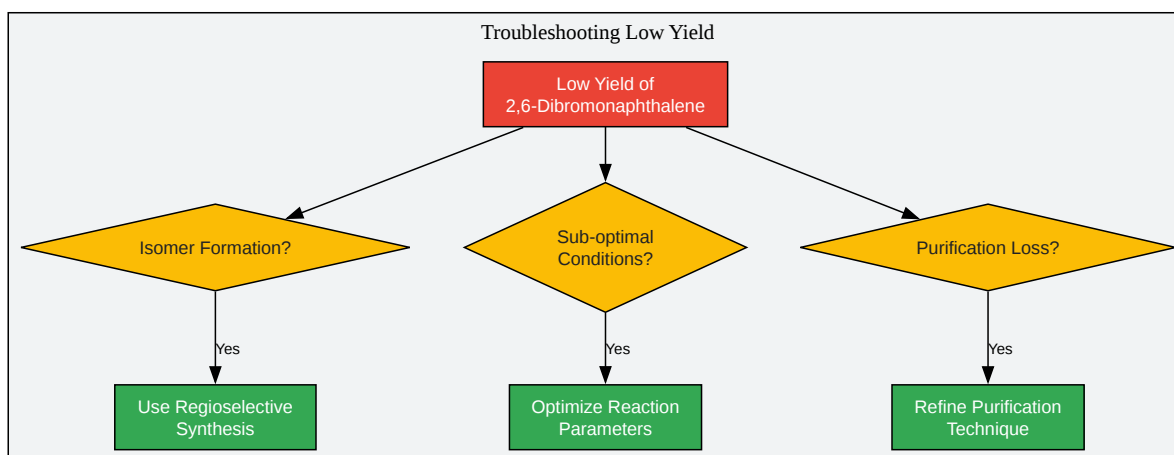 Troubleshooting Low Yield
Low Yield of
2,6-Dibromonaphthalene
Isomer Formation?
Sub-optimal
Conditions?
Purification Loss?
Yes
Yes
Yes
Use Regioselective
Synthesis
Optimize Reaction
Parameters
Refine Purification
Technique